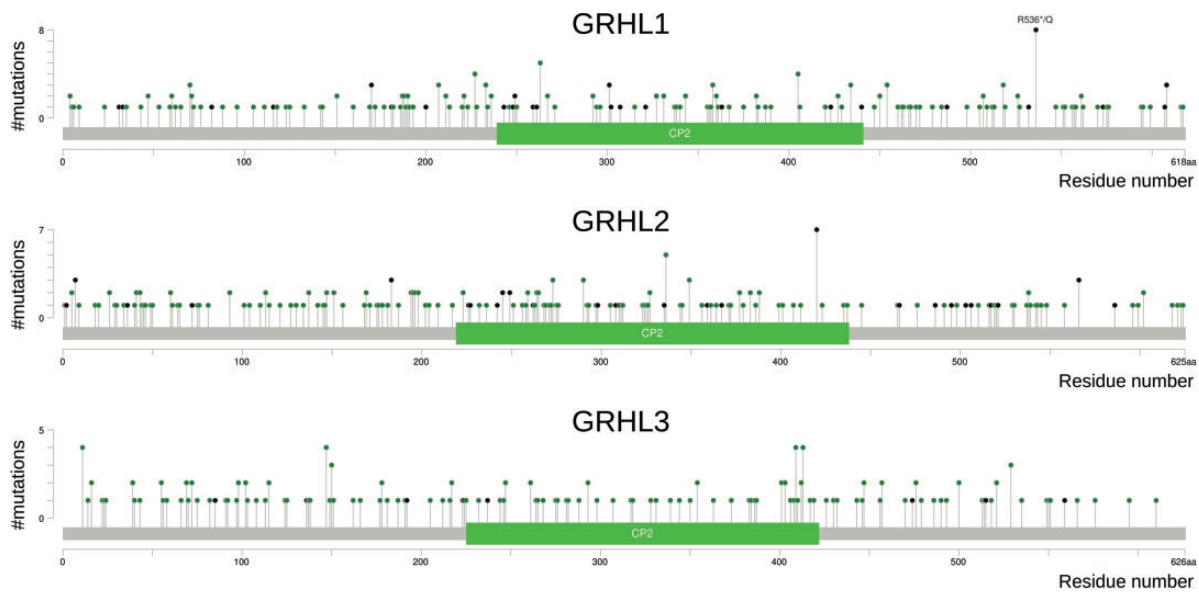 GRHL1
R536*/Q
8
#mutations
0
CP2
0 100 200 300 400 500 618aa
Residue number
GRHL2
7
#mutations
0
CP2
0 100 200 300 400 500 625aa
Residue number
GRHL3
5
#mutations
0
CP2
0 100 200 300 400 500 626aa
Residue number